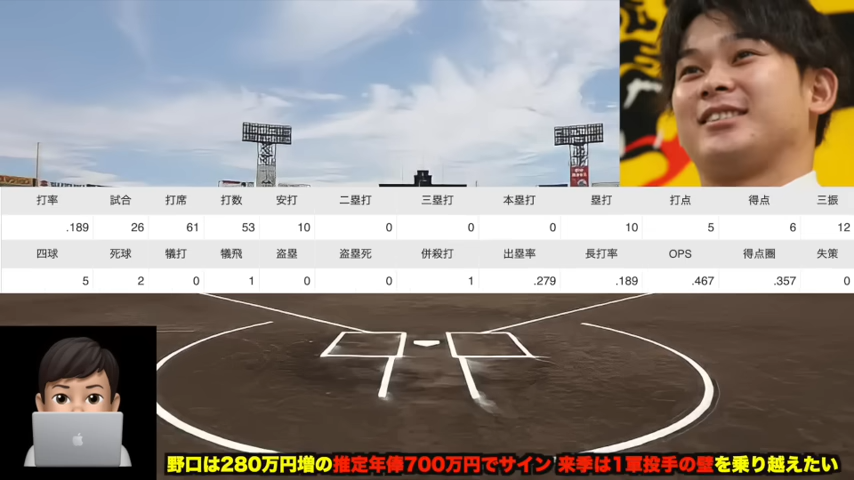 打率 試合 打席 打数 安打 二塁打 三塁打 本塁打 塁打 打点 得点 三振
.189 26 61 53 10 0 0 0 10 5 6 12
四球 死球 犠打 犠飛 盗塁 盗塁死 併殺打 出塁率 長打率 OPS 得点圏 失策
5 2 0 1 0 0 1 .279 .189 .467 .357 0
野口は280万円増の推定年俸700万円でサイン 来季は1軍投手の壁を乗り越えたい